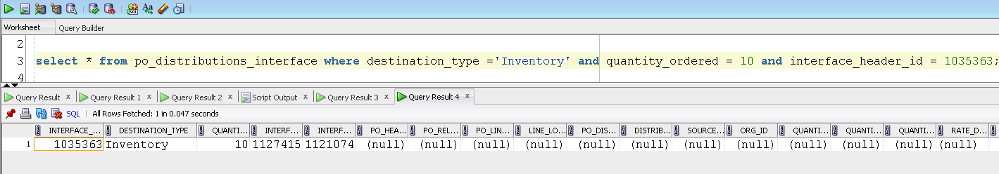 Worksheet Query Builder
2
3 select * from po_distributions_interface where destination_type ='Inventory' and quantity_ordered = 10 and interface_header_id = 1035363;
4
Query Result x Query Result 1 x Query Result 2 x Script Output x Query Result 3 x Query Result 4 x
SQL | All Rows Fetched: 1 in 0.047 seconds
INTERFACE_... DESTINATION_TYPE QUANTI... INTERF... INTERF... PO_HEA... PO_REL... PO_LIN... LINE_LO... PO_DIS... DISTRIB... SOURCE... ORG_ID QUANTI... QUANTI... QUANTI... RATE_D...
1 1035363 Inventory 10 1127415 1121074 (null) (null) (null) (null) (null) (null) (null) (null) (null) (null) (null) (null)